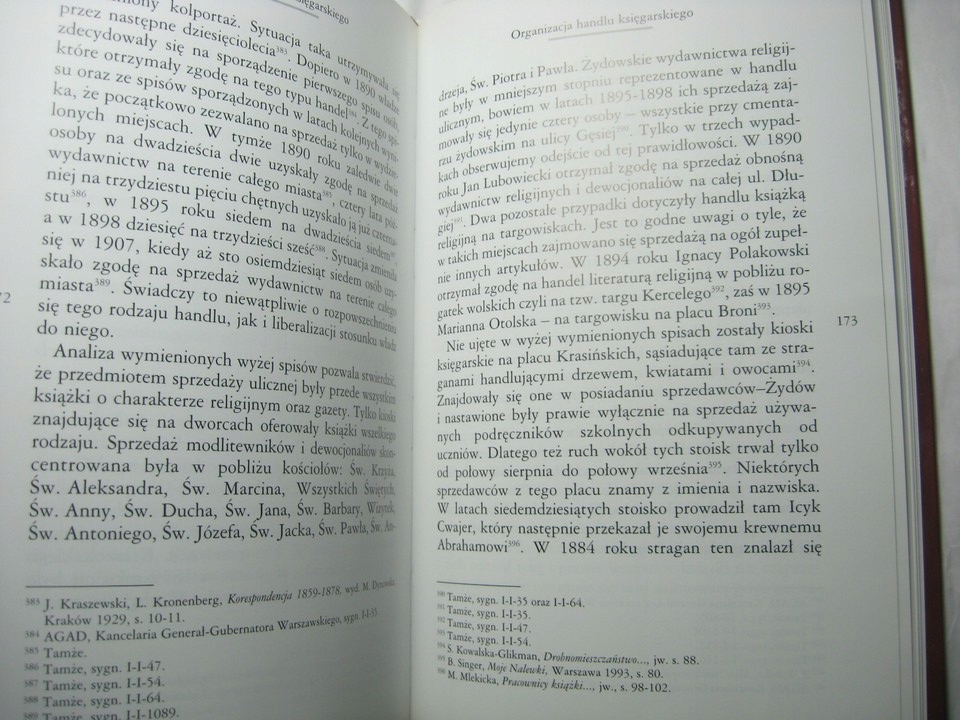 księgarskiego
kolportaż. Sytuacja taka utrzymywała się
przez następne dziesięciolecia³⁸³. Dopiero w 1890 władze
zdecydowały się na sporządzenie pierwszego spisu osób,
które otrzymały zgodę na tego typu handel³⁸⁴. Z tego spi-
su oraz ze spisów sporządzonych w latach kolejnych wyni-
ka, że początkowo zezwalano na sprzedaż tylko w wydzie-
lonych miejscach. W tymże 1890 roku zaledwie dwie
osoby na dwadzieścia dwie uzyskały zgodę na sprzedaż
wydawnictw na terenie całego miasta³⁸⁵, cztery lata póź-
niej na trzydziestu pięciu chętnych uzyskało ją już czterna-
stu³⁸⁶, w 1895 roku siedem na dwadzieścia siedem³⁸⁷
a w 1898 dziesięć na trzydzieści sześć³⁸⁸. Sytuacja zmieniła
się w 1907, kiedy aż sto osiemdziesiąt siedem osób uzy-
skało zgodę na sprzedaż wydawnictw na terenie całego
miasta³⁸⁹. Świadczy to niewątpliwie o rozpowszechnieniu
się tego rodzaju handlu, jak i liberalizacji stosunku władz
do niego.
Analiza wymienionych wyżej spisów pozwala stwierdzić,
że przedmiotem sprzedaży ulicznej były przede wszystkim
książki o charakterze religijnym oraz gazety. Tylko kioski
znajdujące się na dworcach oferowały książki wszelkiego
rodzaju. Sprzedaż modlitewników i dewocjonaliów skon-
centrowana była w pobliżu kościołów: Św. Krzyża,
Św. Aleksandra, Św. Marcina, Wszystkich Świętych,
Św. Anny, Św. Ducha, Św. Jana, Św. Barbary, Wizytek,
Św. Antoniego, Św. Józefa, Św. Jacka, Św. Pawła, Św. An-
³⁸³ J. Kraszewski, L. Kronenberg, Korespondencja 1859-1878, wyd. M.
Kraków 1929, s. 10-11.
³⁸⁴ AGAD, Kancelaria General-Gubernatora Warszawskiego, sygn. I-I-35
³⁸⁵ Tamże.
³⁸⁶ Tamże, sygn. I-I-47.
³⁸⁷ Tamże, sygn. I-I-54.
³⁸⁸ Tamże, sygn. I-I-64.
³⁸⁹ Tamże, sygn. I-I-1089.
Organizacja handlu księgarskiego
drzeja, Św. Piotra i Pawła. Żydowskie wydawnictwa religij-
ne były w mniejszym stopniu reprezentowane w handlu
ulicznym, bowiem w latach 1895-1898 ich sprzedażą zaj-
mowały się jedynie cztery osoby – wszystkie przy cmenta-
rzu żydowskim na ulicy Gęsiej³⁹⁰. Tylko w trzech wypad-
kach obserwujemy odejście od tej prawidłowości. W 1890
roku Jan Lubowiecki otrzymał zgodę na sprzedaż obnośną
wydawnictw religijnych i dewocjonaliów na całej ul. Dłu-
giej³⁹¹. Dwa pozostałe przypadki dotyczyły handlu książką
religijną na targowiskach. Jest to godne uwagi o tyle, że
w takich miejscach zajmowano się sprzedażą na ogół zupeł-
nie innych artykułów. W 1894 roku Ignacy Polakowski
otrzymał zgodę na handel literaturą religijną w pobliżu ro-
gatek wolskich czyli na tzw. targu Kercelego³⁹², zaś w 1895
Marianna Otolska – na targowisku na placu Broni³⁹³.
Nie ujęte w wyżej wymienionych spisach zostały kioski
księgarskie na placu Krasińskich, sąsiadujące tam ze stra-
ganami handlującymi drzewem, kwiatami i owocami³⁹⁴.
Znajdowały się one w posiadaniu sprzedawców–Żydów
i nastawione były prawie wyłącznie na sprzedaż używa-
nych podręczników szkolnych odkupywanych od
uczniów. Dlatego też ruch wokół tych stoisk trwał tylko
od połowy sierpnia do połowy września³⁹⁵. Niektórych
sprzedawców z tego placu znamy z imienia i nazwiska.
W latach siedemdziesiątych stoisko prowadził tam Icyk
Cwajer, który następnie przekazał je swojemu krewnemu
Abrahamowi³⁹⁶. W 1884 roku stragan ten znalazł się
173
³⁹⁰ Tamże, sygn. I-I-35 oraz I-I-64.
³⁹¹ Tamże, sygn. I-I-35.
³⁹² Tamże, sygn. I-I-47.
³⁹³ Tamże, sygn. I-I-54.
³⁹⁴ S. Kowalska-Glikman, Drobnomieszczaństwo..., jw. s. 88.
³⁹⁵ B. Singer, Moje Nalewki, Warszawa 1993, s. 80.
³⁹⁶ M. Mlekicka, Pracownicy książki..., jw., s. 98-102.